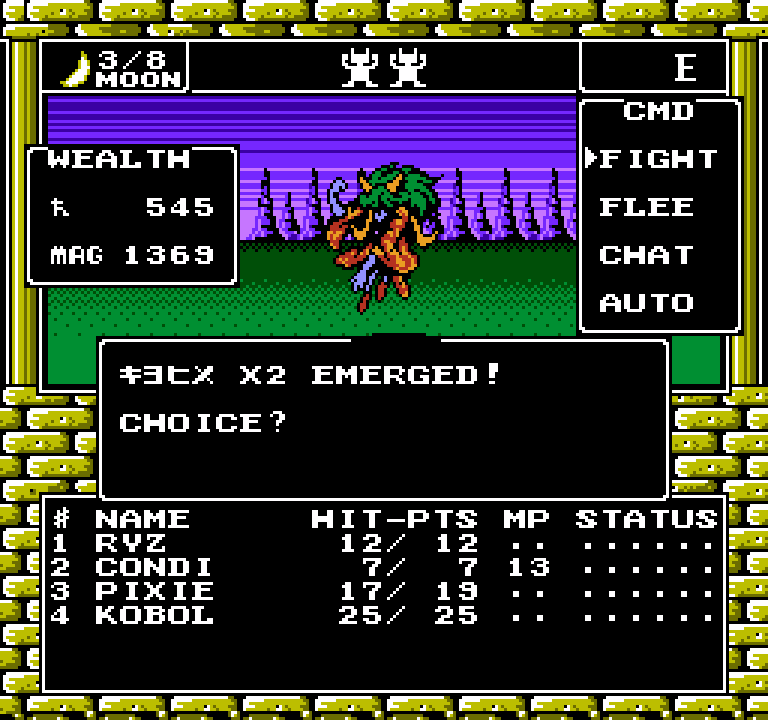 3/8
MOON
E
WEALTH
ħ 545
MAG 1369
CMD
FIGHT
FLEE
CHAT
AUTO
キヨヒメ X2 EMERGED!
CHOICE?
# NAME HIT-PTS MP STATUS
1 RYZ 12/ 12 .. ......
2 CONDI 7/ 7 13 ......
3 PIXIE 17/ 19 .. ......
4 KOBOL 25/ 25 .. ......